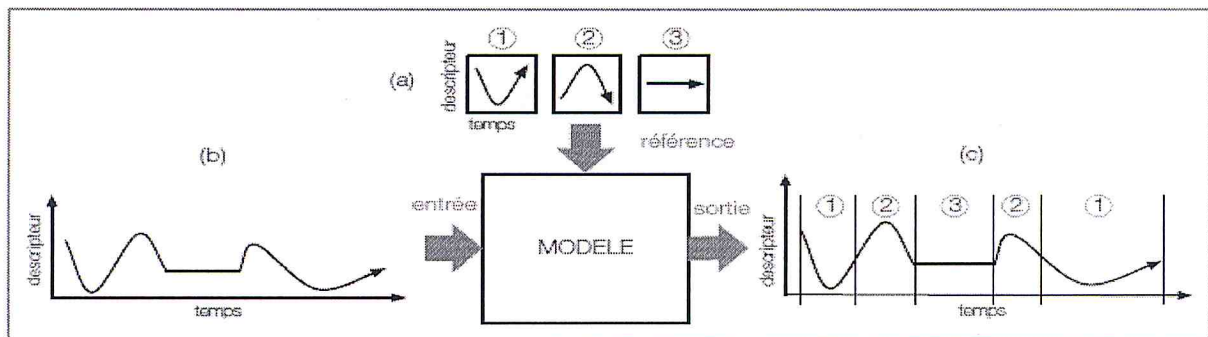 ① ② ③
(a)
descripteur
temps
référence
(b)
(c)
entrée
sortie
MODELE
descripteur
temps
descripteur
① ② ③ ② ①
temps